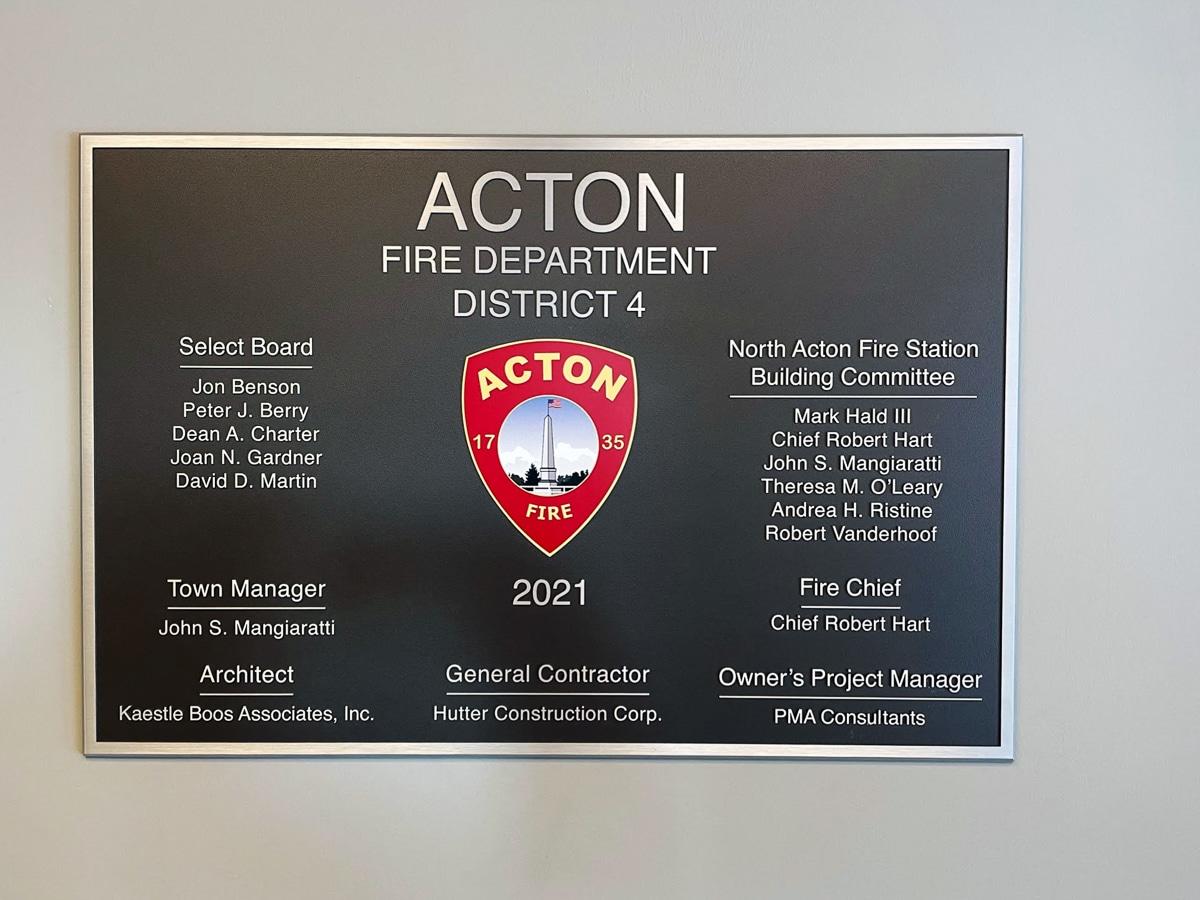 ACTON
FIRE DEPARTMENT
DISTRICT 4
Select Board
Jon Benson
Peter J. Berry
Dean A. Charter
Joan N. Gardner
David D. Martin
ACTON
17 35
FIRE
2021
North Acton Fire Station
Building Committee
Mark Hald III
Chief Robert Hart
John S. Mangiaratti
Theresa M. O'Leary
Andrea H. Ristine
Robert Vanderhoof
Town Manager
John S. Mangiaratti
Fire Chief
Chief Robert Hart
Architect
Kaestle Boos Associates, Inc.
General Contractor
Hutter Construction Corp.
Owner's Project Manager
PMA Consultants